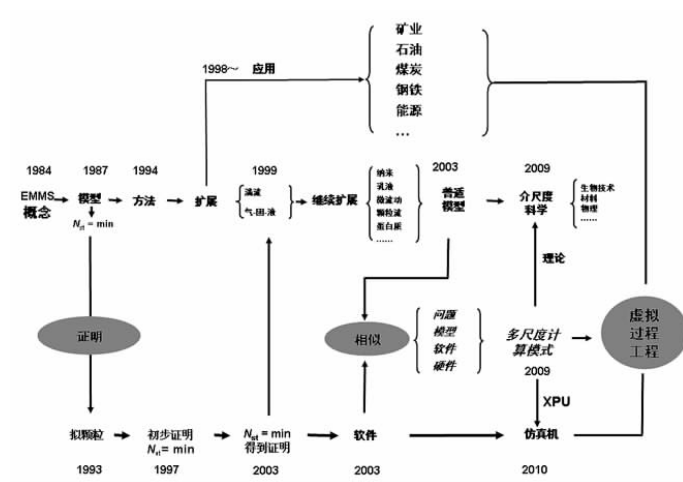 矿业
石油
煤炭
钢铁
能源
...
1998～ 应用
1984
1987
1994
1999
2003
2009
EMMS
概念
模型
Nst = min
方法
扩展
湍流
气-固-液
继续扩展
纳米
乳液
微流动
颗粒流
蛋白质
......
普适
模型
介尺度
科学
生物技术
材料
物理
......
理论
证明
相似
问题
模型
软件
硬件
多尺度计
算模式
2009
虚拟
过程
工程
XPU
拟颗粒
初步证明
Nst = min
Nst = min
得到证明
软件
仿真机
1993
1997
2003
2003
2010